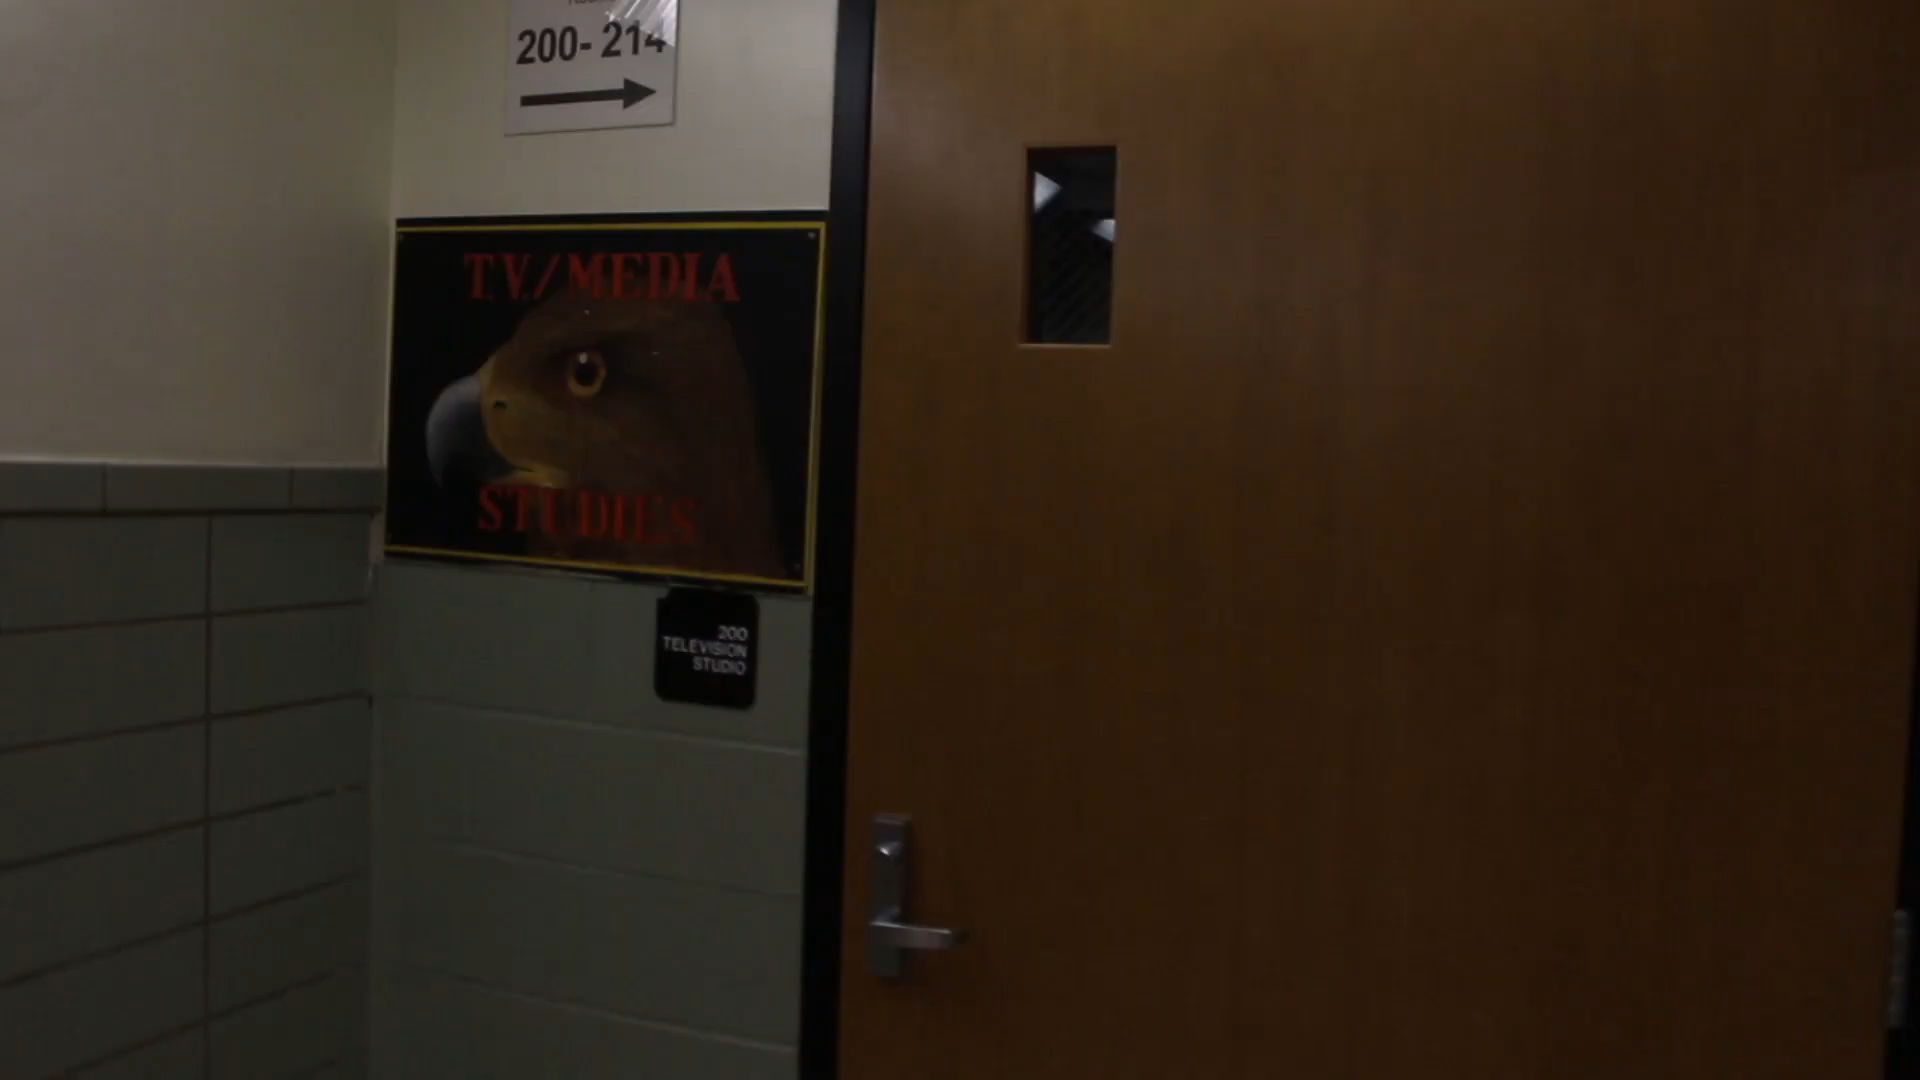 200- 214
T.V./MEDIA
STUDIES
200
TELEVISION
STUDIO